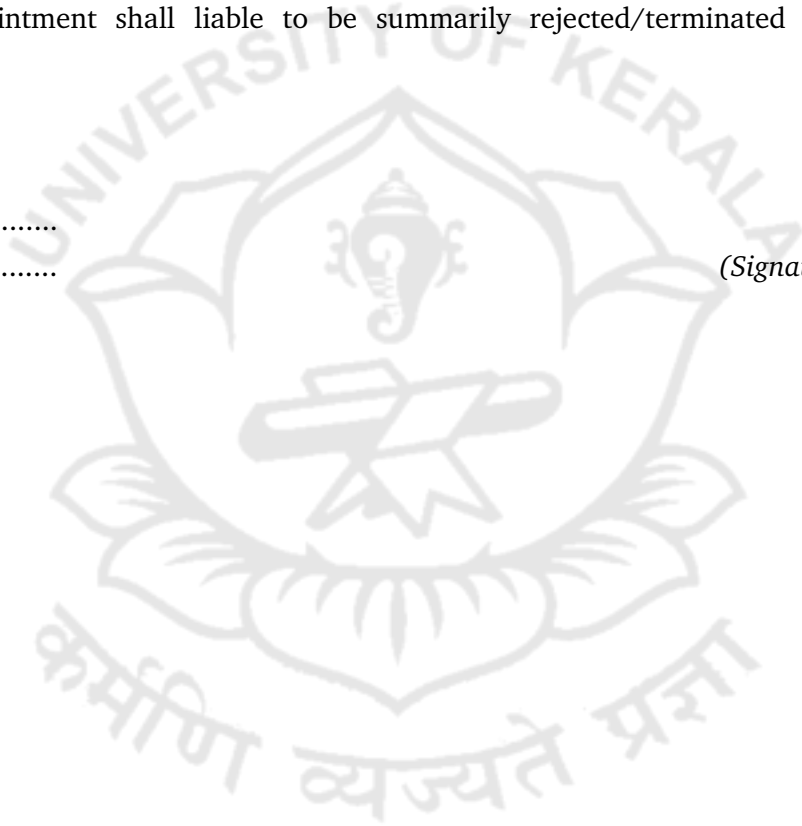 intment shall liable to be summarily rejected/terminated
UNIVERSITY OF KERALA
.......
....... (Signa
कर्मणि व्यज्यते प्रज्ञा